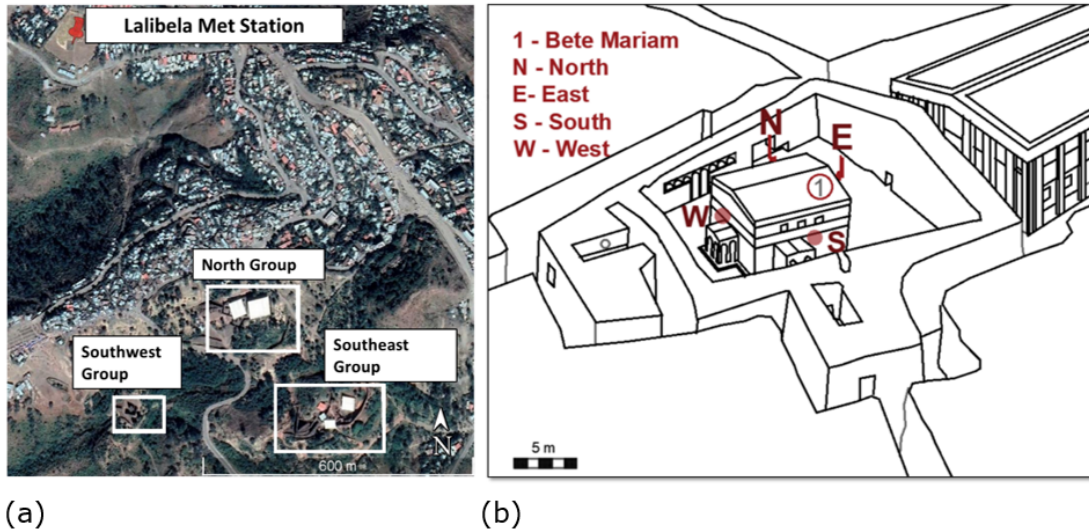 Lalibela Met Station
North Group
Southwest
Group
Southeast
Group
N
600 m
(a)
1 - Bete Mariam
N - North
E- East
S - South
W - West
N
E
1
W
S
5 m
(b)